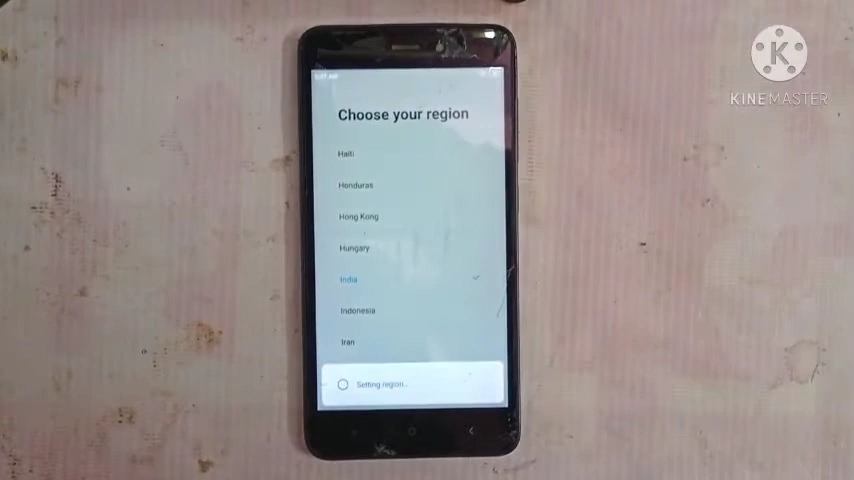 K
KINEMASTER
Choose your region
Haiti
Honduras
Hong Kong
Hungary
India
Indonesia
Iran
Setting region...